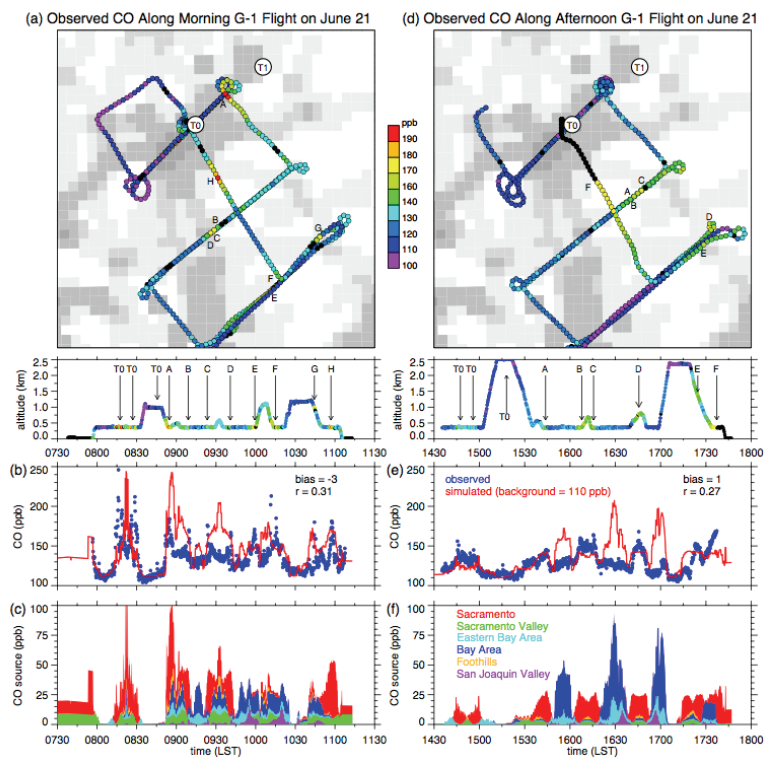 (a) Observed CO Along Morning G-1 Flight on June 21
(d) Observed CO Along Afternoon G-1 Flight on June 21
T1
T0
A
H
B
C
D
G
F
E
ppb
190
180
170
160
150
140
130
120
110
100
T1
T0
F
C
A
B
D
E
altitude (km)
2.5
2.0
1.5
1.0
0.5
0.0
T0 T0 T0 A B C D E F G H
0730 0800 0830 0900 0930 1000 1030 1100 1130
altitude (km)
2.5
2.0
1.5
1.0
0.5
0.0
T0 T0 T0 A B C D E F
1430 1500 1530 1600 1630 1700 1730 1800
(b)
CO (ppb)
250
200
150
100
bias = -3
r = 0.31
(e)
CO (ppb)
250
200
150
100
observed
simulated (background = 110 ppb)
bias = 1
r = 0.27
(c)
CO source (ppb)
100
75
50
25
0
0730 0800 0830 0900 0930 1000 1030 1100 1130
time (LST)
(f)
CO source (ppb)
100
75
50
25
0
Sacramento
Sacramento Valley
Eastern Bay Area
Bay Area
Foothills
San Joaquin Valley
1430 1500 1530 1600 1630 1700 1730 1800
time (LST)